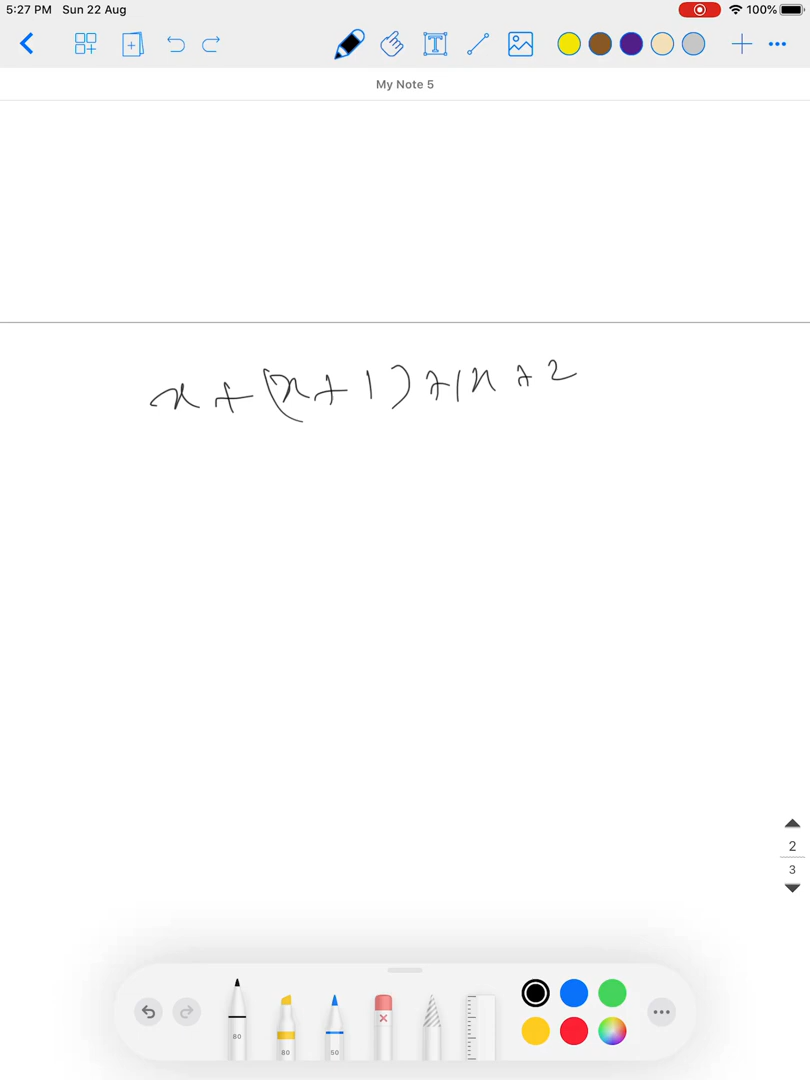 5:27 PM Sun 22 Aug 100%
My Note 5
x + (x + 1) + (x + 2
2
3
80
80
50